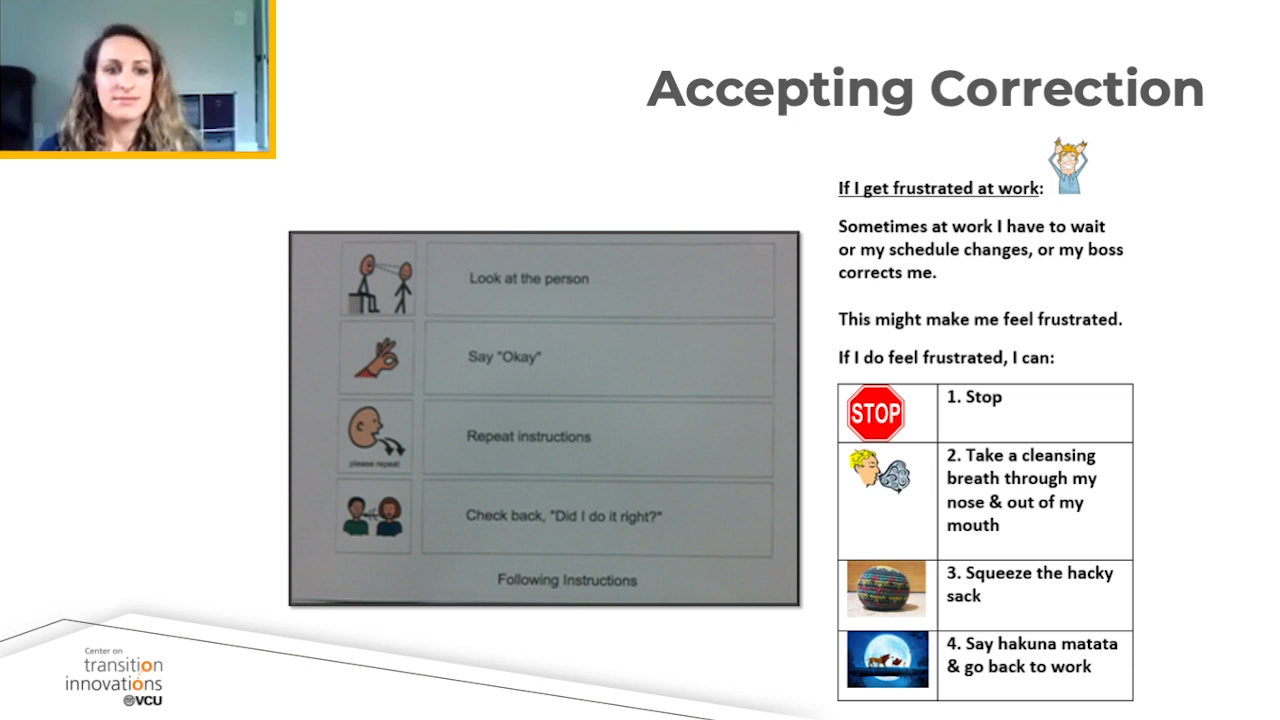 Accepting Correction
Look at the person
Say "Okay"
please repeat
Repeat instructions
Check back, "Did I do it right?"
Following Instructions
If I get frustrated at work:
Sometimes at work I have to wait
or my schedule changes, or my boss
corrects me.
This might make me feel frustrated.
If I do feel frustrated, I can:
STOP
1. Stop
2. Take a cleansing
breath through my
nose & out of my
mouth
3. Squeeze the hacky
sack
4. Say hakuna matata
& go back to work
Center on
transition
innovations
VCU